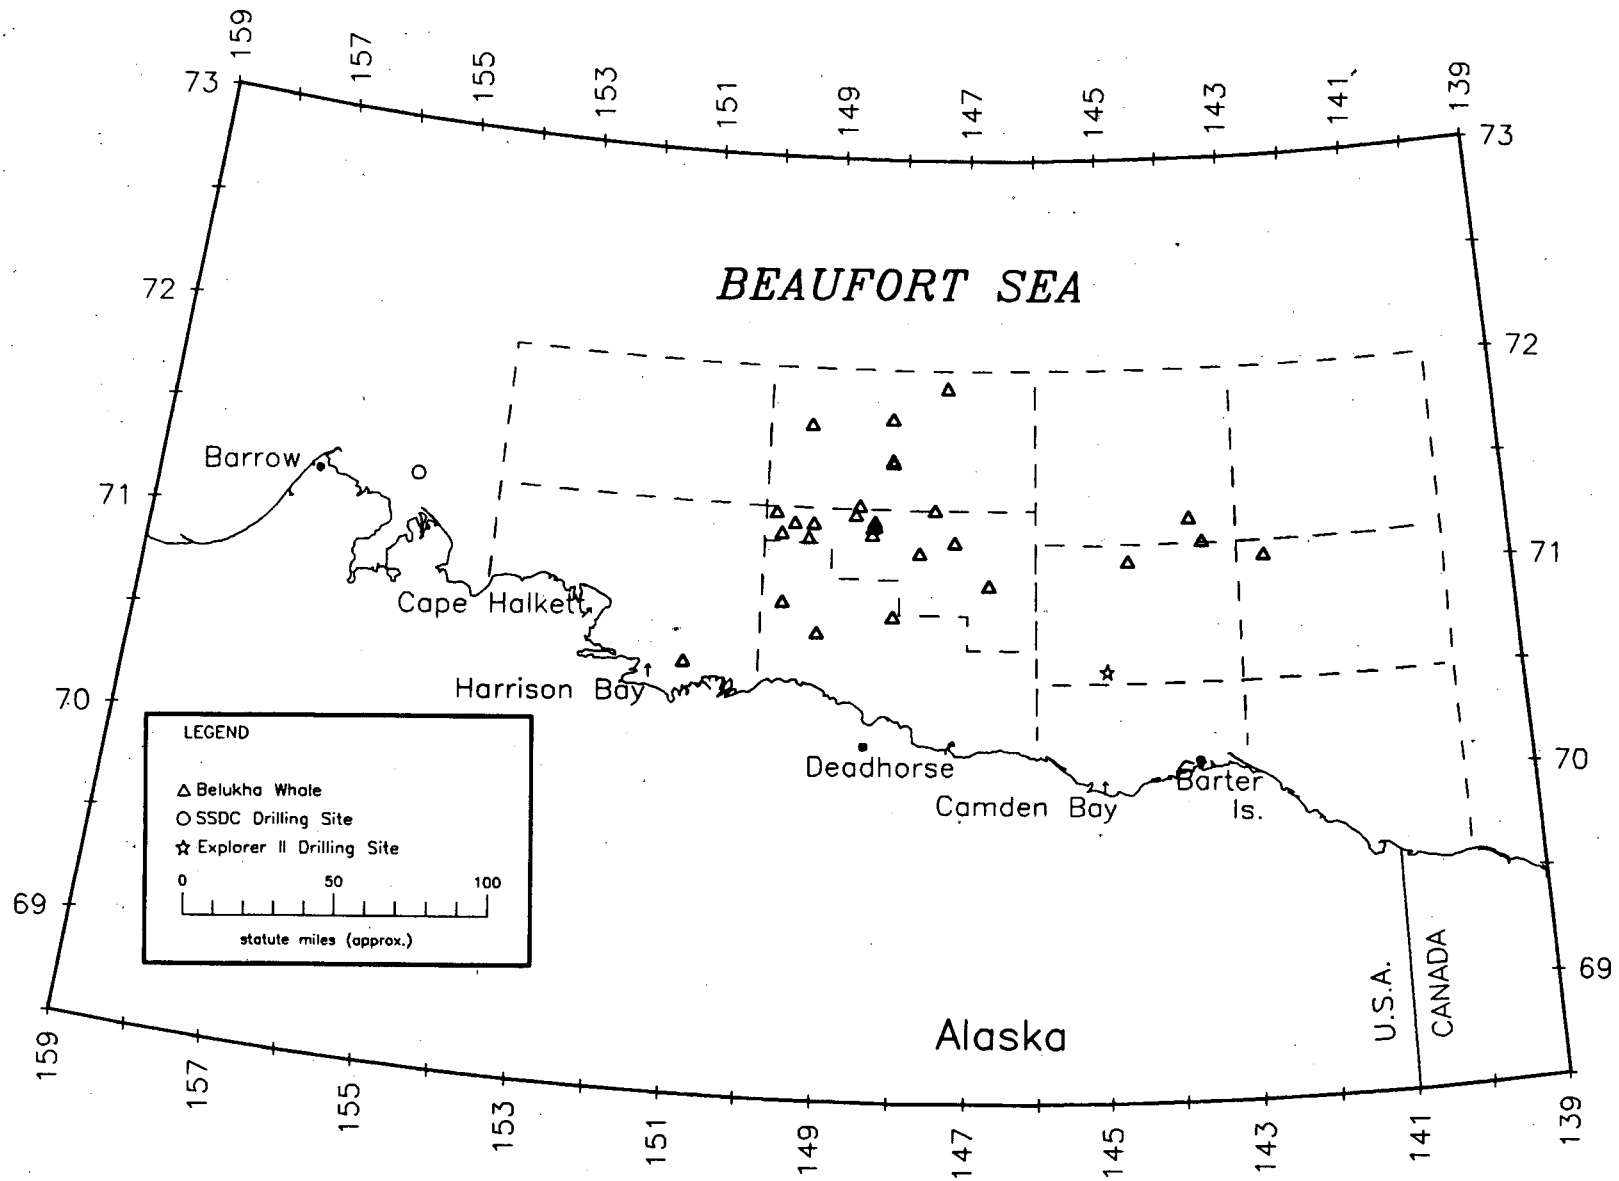 159
157
155
153
151
149
147
145
143
141
139
73
73
72
BEAUFORT SEA
72
Barrow
71
71
Cape Halkett
Harrison Bay
70
70
Deadhorse
Camden Bay
Barter
Is.
LEGEND
Belukha Whale
SSDC Drilling Site
Explorer II Drilling Site
0 50 100
statute miles (approx.)
69
69
U.S.A.
CANADA
Alaska
159
157
155
153
151
149
147
145
143
141
139